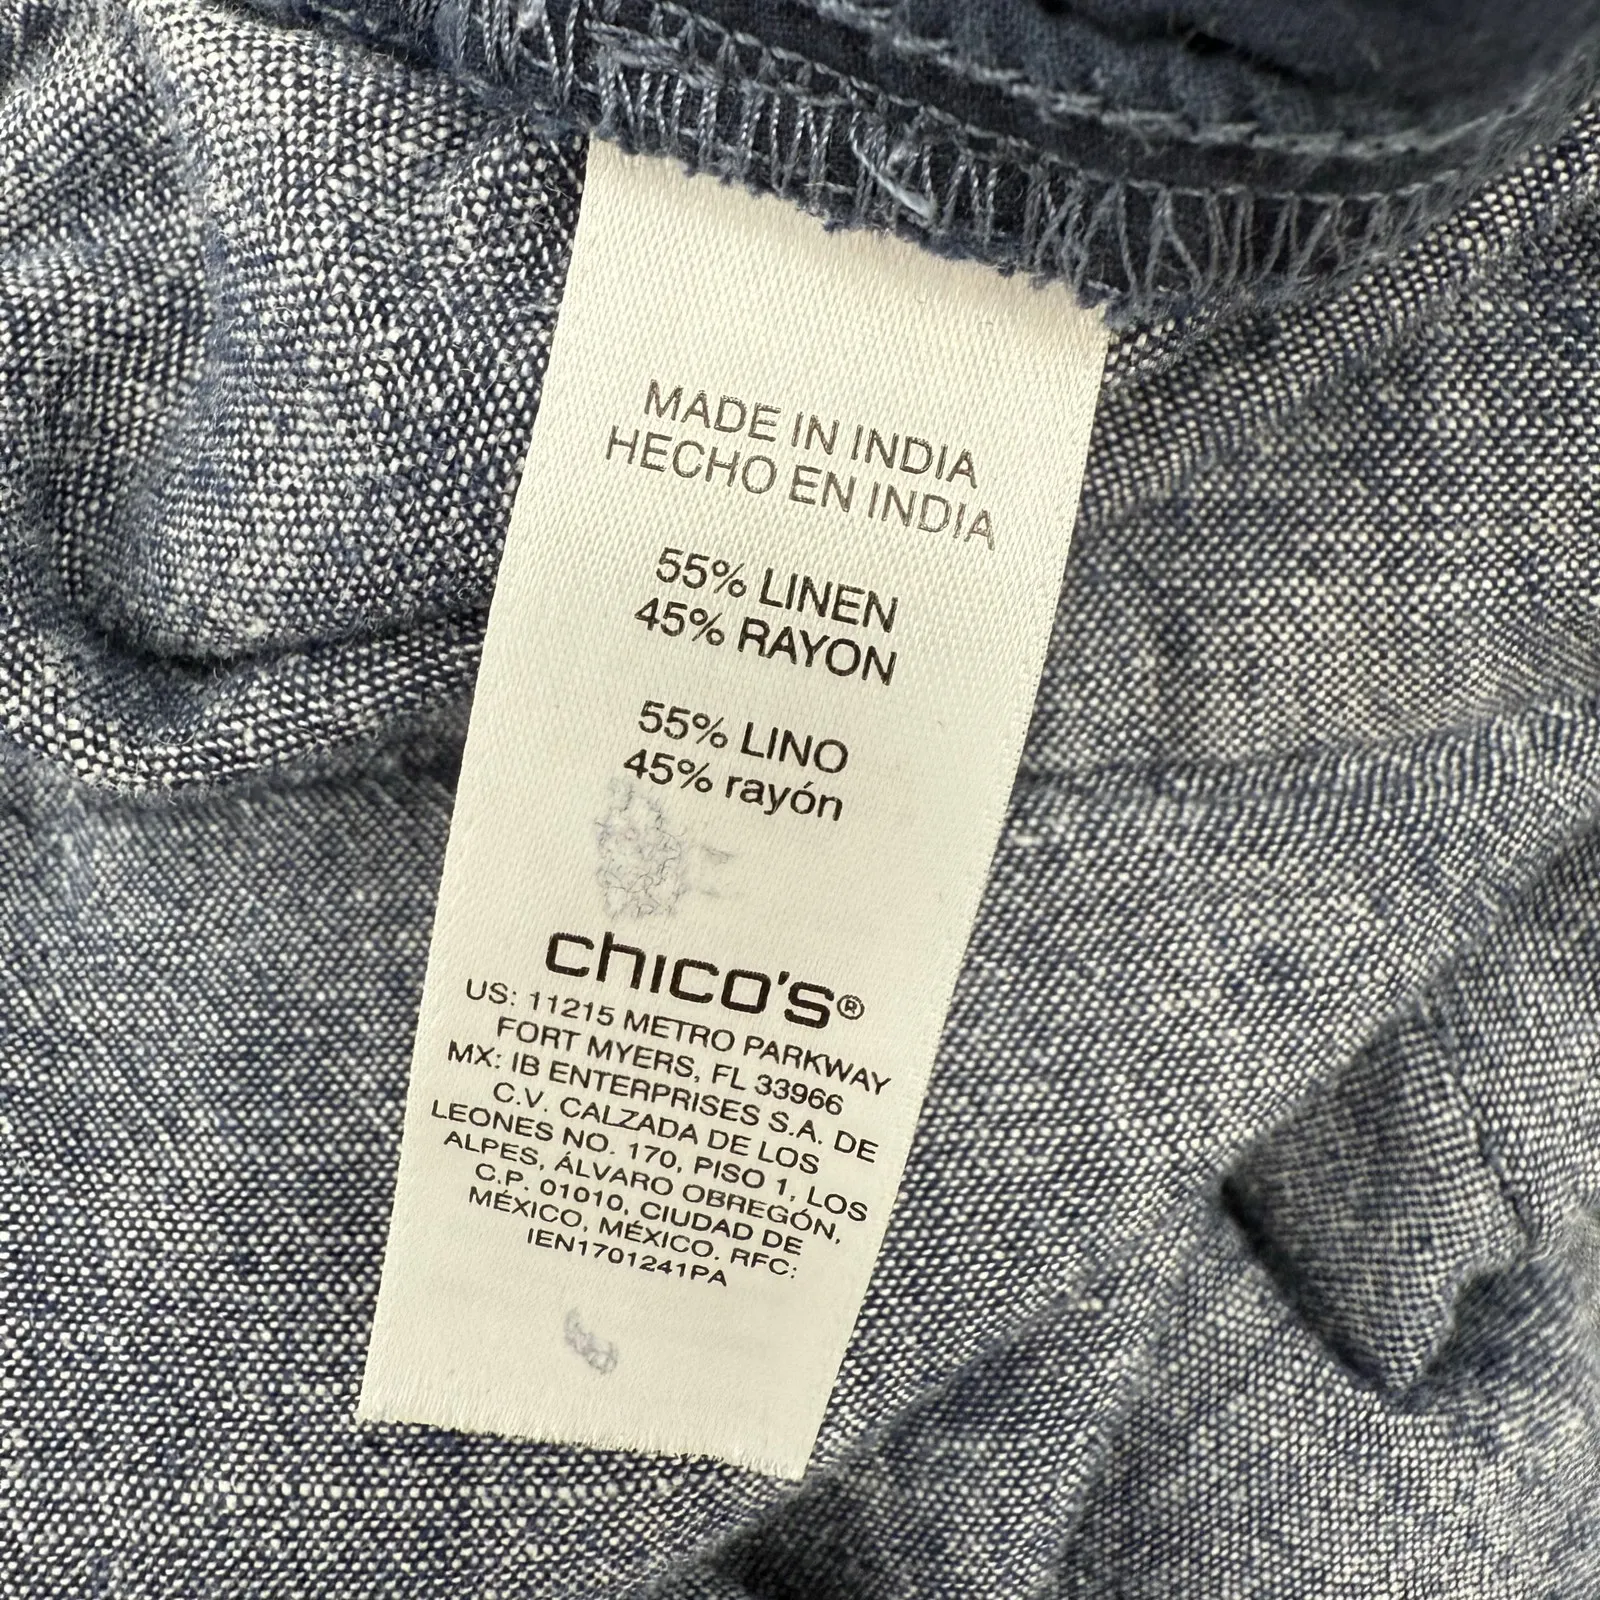 MADE IN INDIA
HECHO EN INDIA
55% LINEN
45% RAYON
55% LINO
45% rayón
chico's®
US: 11215 METRO PARKWAY
FORT MYERS, FL 33966
MX: IB ENTERPRISES S.A. DE
C.V. CALZADA DE LOS
LEONES NO. 170, PISO 1, LOS
ALPES, ÁLVARO OBREGÓN,
C.P. 01010, CIUDAD DE
MÉXICO, MÉXICO. RFC:
IEN1701241PA